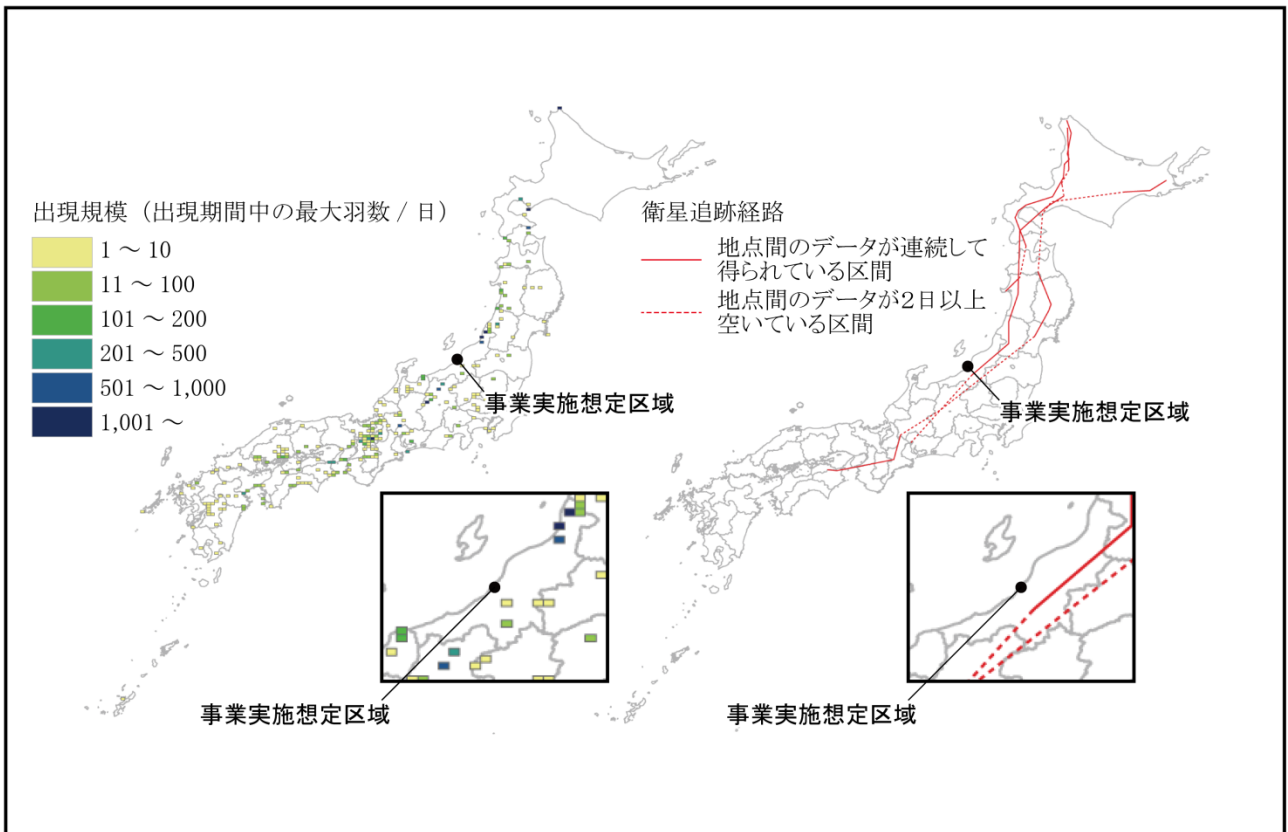 出現規模（出現期間中の最大羽数 / 日）
1 ～ 10
11 ～ 100
101 ～ 200
201 ～ 500
501 ～ 1,000
1,001 ～
事業実施想定区域
事業実施想定区域
衛星追跡経路
地点間のデータが連続して
得られている区間
地点間のデータが2日以上
空いている区間
事業実施想定区域
事業実施想定区域